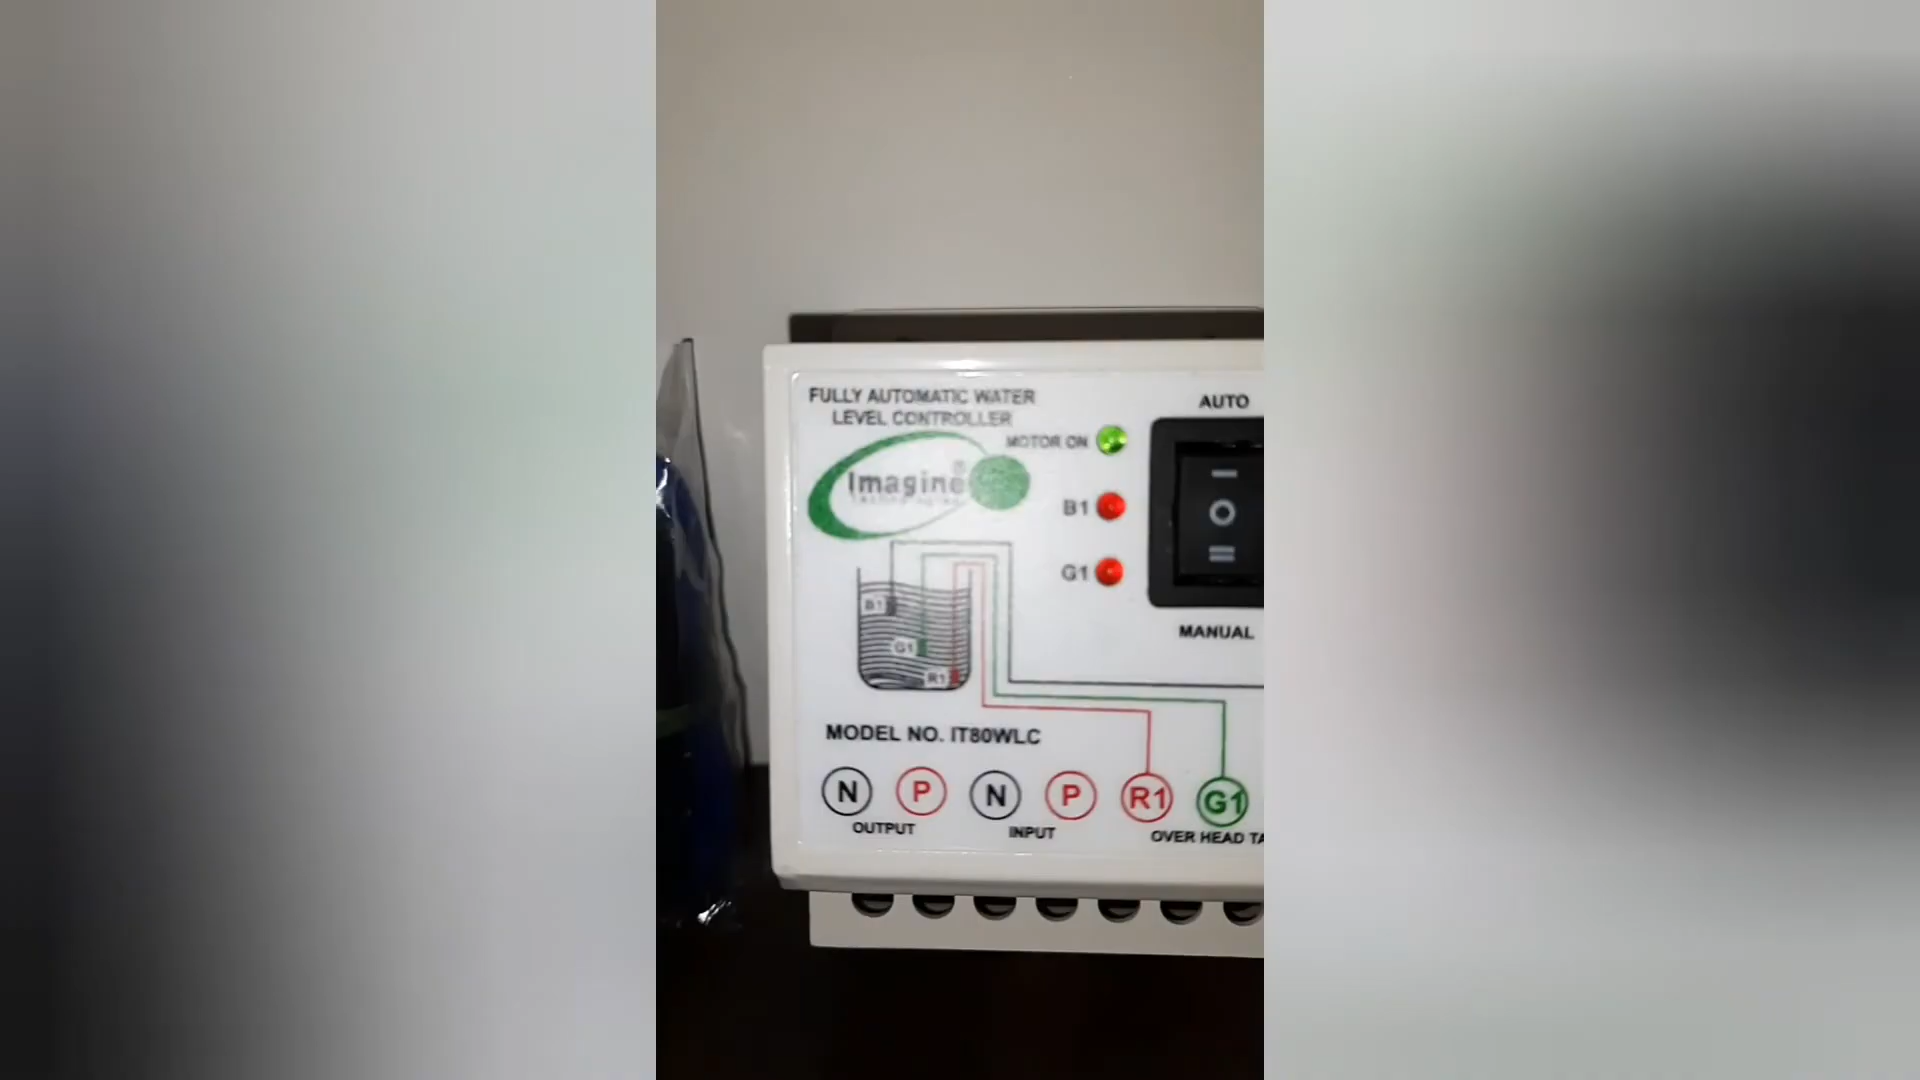 FULLY AUTOMATIC WATER
LEVEL CONTROLLER
AUTO
MOTOR ON
Imagine®
B1
G1
B1
G1
R1
MANUAL
MODEL NO. IT80WLC
N P N P R1 G1
OUTPUT INPUT OVER HEAD